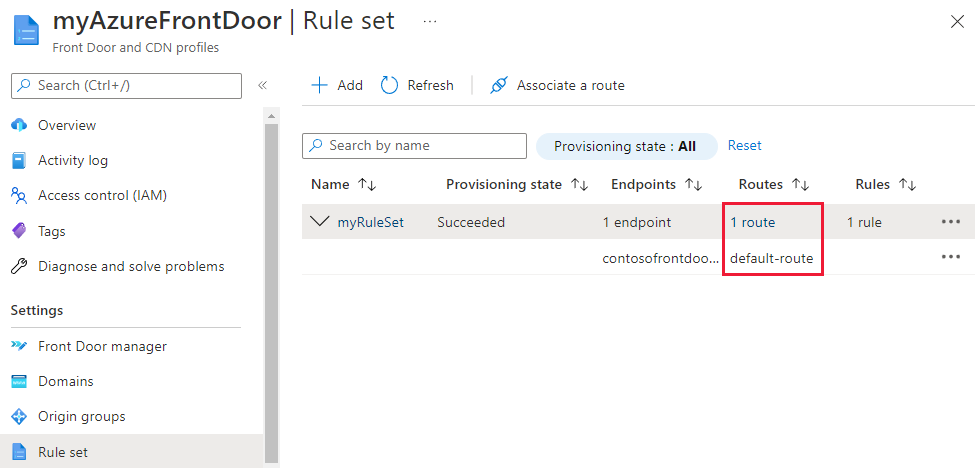 myAzureFrontDoor | Rule set ...
Front Door and CDN profiles
Search (Ctrl+/)
«
Overview
Activity log
Access control (IAM)
Tags
Diagnose and solve problems
Settings
Front Door manager
Domains
Origin groups
Rule set
Add Refresh Associate a route
Search by name Provisioning state : All Reset
Name Provisioning state Endpoints Routes Rules
myRuleSet Succeeded 1 endpoint 1 route 1 rule ...
contosofrontdoo... default-route ...